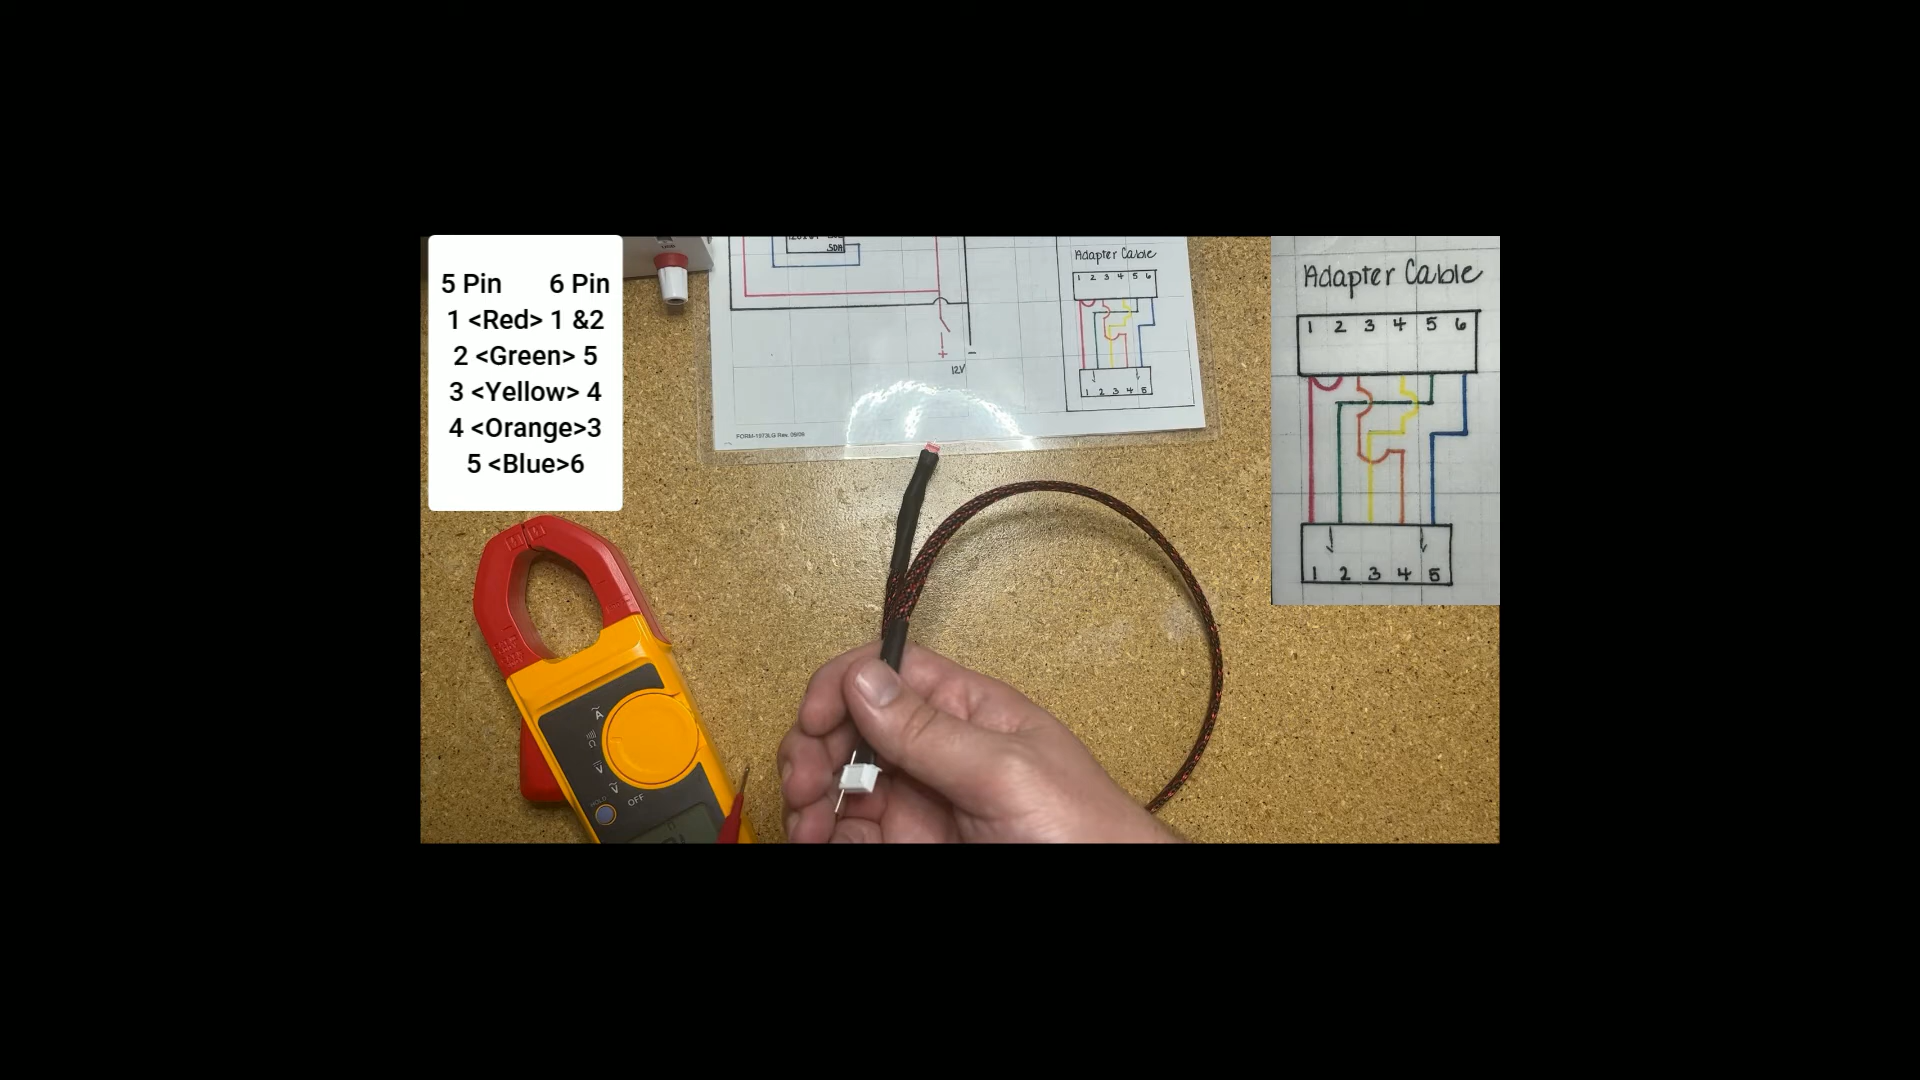 5 Pin 6 Pin
1 <Red> 1 &2
2 <Green> 5
3 <Yellow> 4
4 <Orange>3
5 <Blue>6
SDA
+ -
12V
FORM-1973LG Rev. 09/09
Adapter Cable
1 2 3 4 5 6
1 2 3 4 5
Adapter Cable
1 2 3 4 5 6
1 2 3 4 5
A
Ω
V
V
HOLD
OFF